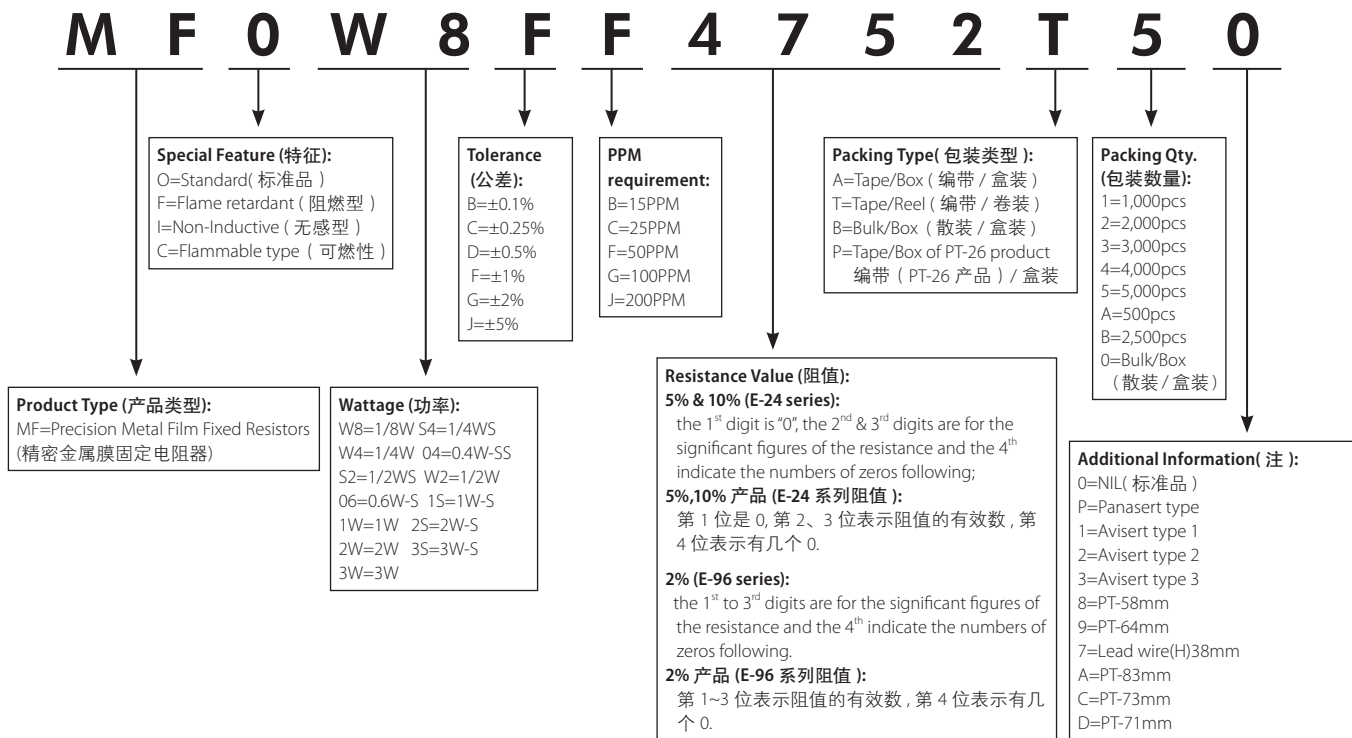 M F 0 W 8 F F 4 7 5 2 T 5 0
Special Feature (特征):
O=Standard( 标准品 )
F=Flame retardant ( 阻燃型 )
I=Non-Inductive ( 无感型 )
C=Flammable type ( 可燃性 )
Tolerance
(公差):
B=±0.1%
C=±0.25%
D=±0.5%
F=±1%
G=±2%
J=±5%
PPM
requirement:
B=15PPM
C=25PPM
F=50PPM
G=100PPM
J=200PPM
Packing Type( 包装类型 ):
A=Tape/Box ( 编带 / 盒装 )
T=Tape/Reel ( 编带 / 卷装 )
B=Bulk/Box ( 散装 / 盒装 )
P=Tape/Box of PT-26 product
编带 ( PT-26 产品 ) / 盒装
Packing Qty.
(包装数量):
1=1,000pcs
2=2,000pcs
3=3,000pcs
4=4,000pcs
5=5,000pcs
A=500pcs
B=2,500pcs
0=Bulk/Box
( 散装 / 盒装 )
Product Type (产品类型):
MF=Precision Metal Film Fixed Resistors
(精密金属膜固定电阻器)
Wattage (功率):
W8=1/8W S4=1/4WS
W4=1/4W 04=0.4W-SS
S2=1/2WS W2=1/2W
06=0.6W-S 1S=1W-S
1W=1W 2S=2W-S
2W=2W 3S=3W-S
3W=3W
Resistance Value (阻值):
5% & 10% (E-24 series):
the 1st digit is "0", the 2nd & 3rd digits are for the
significant figures of the resistance and the 4th
indicate the numbers of zeros following;
5%,10% 产品 (E-24 系列阻值 ):
第 1 位是 0, 第 2、3 位表示阻值的有效数 , 第
4 位表示有几个 0.
2% (E-96 series):
the 1st to 3rd digits are for the significant figures of
the resistance and the 4th indicate the numbers of
zeros following.
2% 产品 (E-96 系列阻值 ):
第 1~3 位表示阻值的有效数 , 第 4 位表示有几
个 0.
Additional Information( 注 ):
0=NIL( 标准品 )
P=Panasert type
1=Avisert type 1
2=Avisert type 2
3=Avisert type 3
8=PT-58mm
9=PT-64mm
7=Lead wire(H)38mm
A=PT-83mm
C=PT-73mm
D=PT-71mm